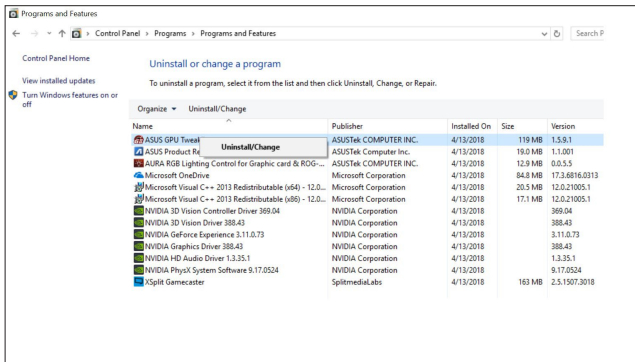 Programs and Features
Control Panel > Programs > Programs and Features
Search P
Control Panel Home
View installed updates
Turn Windows features on or
off
Uninstall or change a program
To uninstall a program, select it from the list and then click Uninstall, Change, or Repair.
Organize Uninstall/Change
Name Publisher Installed On Size Version
ASUS GPU Tweak ASUSTek COMPUTER INC. 4/13/2018 119 MB 1.5.9.1
Uninstall/Change
ASUS Product Re ASUSTek Computer Inc. 4/13/2018 19.0 MB 1.1.001
AURA RGB Lighting Control for Graphic card & ROG-... ASUSTek COMPUTER INC. 4/13/2018 12.9 MB 0.0.5.5
Microsoft OneDrive Microsoft Corporation 4/13/2018 84.8 MB 17.3.6816.0313
Microsoft Visual C++ 2013 Redistributable (x64) - 12.0... Microsoft Corporation 4/13/2018 20.5 MB 12.0.21005.1
Microsoft Visual C++ 2013 Redistributable (x86) - 12.0... Microsoft Corporation 4/13/2018 17.1 MB 12.0.21005.1
NVIDIA 3D Vision Controller Driver 369.04 NVIDIA Corporation 4/13/2018 369.04
NVIDIA 3D Vision Driver 388.43 NVIDIA Corporation 4/13/2018 388.43
NVIDIA GeForce Experience 3.11.0.73 NVIDIA Corporation 4/13/2018 3.11.0.73
NVIDIA Graphics Driver 388.43 NVIDIA Corporation 4/13/2018 388.43
NVIDIA HD Audio Driver 1.3.35.1 NVIDIA Corporation 4/13/2018 1.3.35.1
NVIDIA PhysX System Software 9.17.0524 NVIDIA Corporation 4/13/2018 9.17.0524
XSplit Gamecaster SplitmediaLabs 4/13/2018 163 MB 2.5.1507.3018